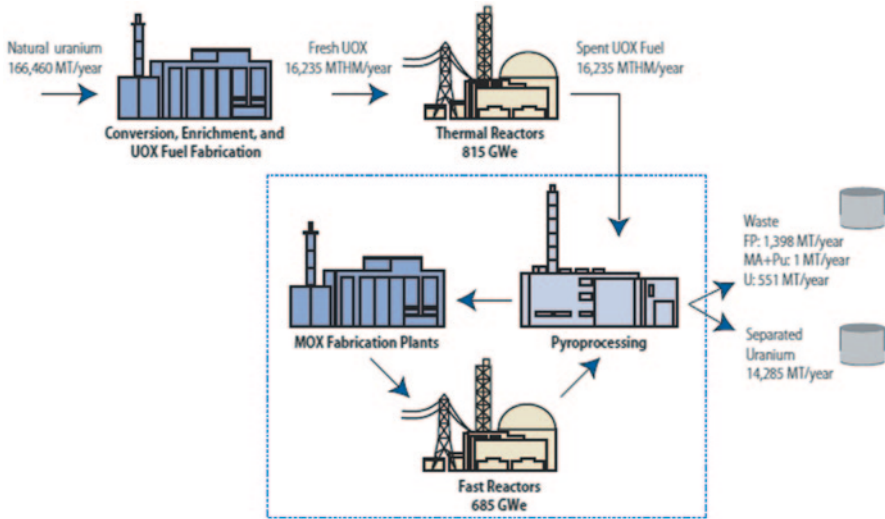 Natural uranium
166,460 MT/year
Conversion, Enrichment, and
UOX Fuel Fabrication
Fresh UOX
16,235 MTHM/year
Thermal Reactors
815 GWe
Spent UOX Fuel
16,235 MTHM/year
MOX Fabrication Plants
Pyroprocessing
Fast Reactors
685 GWe
Waste
FP: 1,398 MT/year
MA+Pu: 1 MT/year
U: 551 MT/year
Separated
Uranium
14,285 MT/year